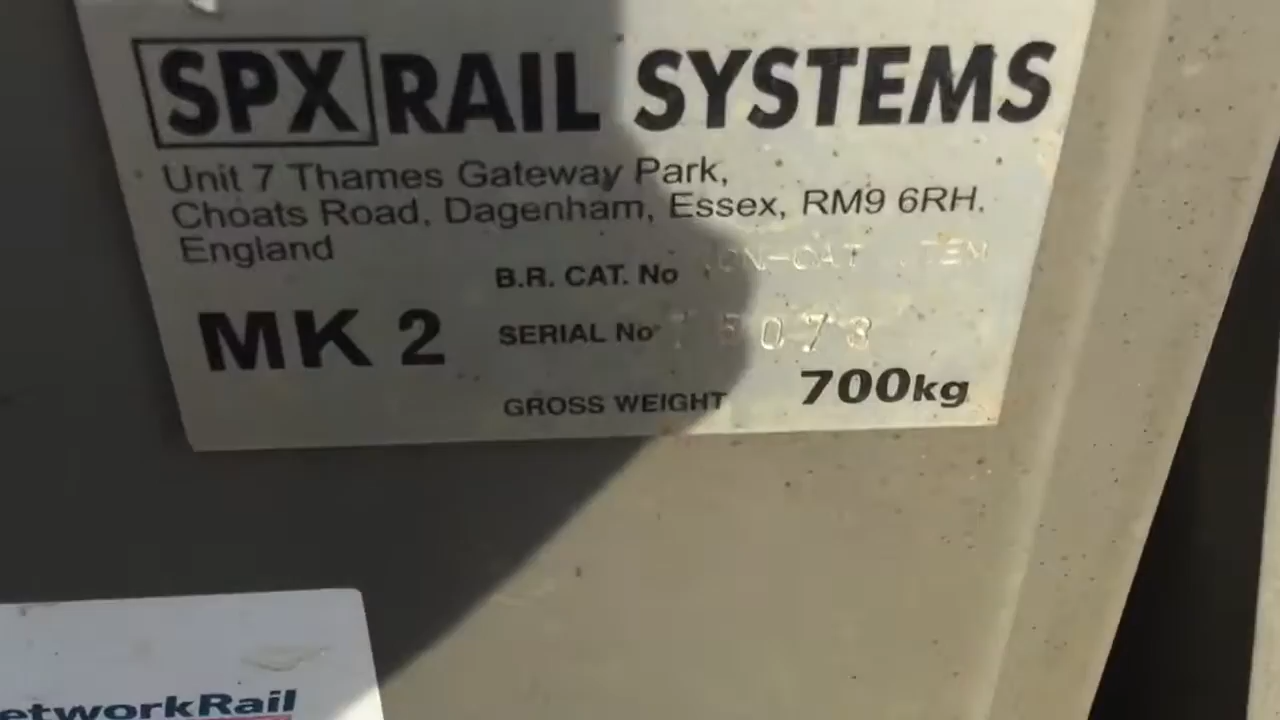 SPX RAIL SYSTEMS
Unit 7 Thames Gateway Park,
Choats Road, Dagenham, Essex, RM9 6RH.
England
B.R. CAT. No
MK 2
SERIAL No
GROSS WEIGHT 700kg
etworkRail